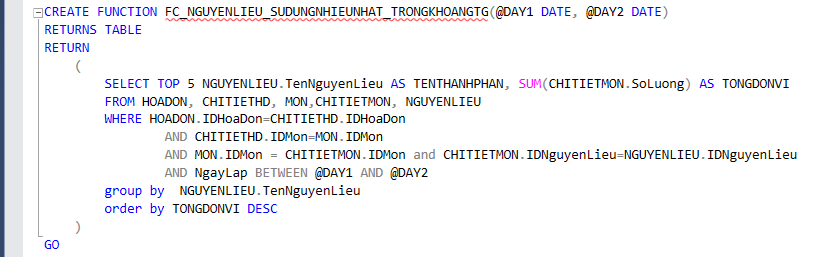 CREATE FUNCTION FC_NGUYENLIEU_SUDUNGNHIEUNHAT_TRONGKHOANGTG(@DAY1 DATE, @DAY2 DATE)
RETURNS TABLE
RETURN
(
SELECT TOP 5 NGUYENLIEU.TenNguyenLieu AS TENTHANHPHAN, SUM(CHITIETMON.SoLuong) AS TONGDONVI
FROM HOADON, CHITIETHD, MON,CHITIETMON, NGUYENLIEU
WHERE HOADON.IDHoaDon=CHITIETHD.IDHoaDon
AND CHITIETHD.IDMon=MON.IDMon
AND MON.IDMon = CHITIETMON.IDMon and CHITIETMON.IDNguyenLieu=NGUYENLIEU.IDNguyenLieu
AND NgayLap BETWEEN @DAY1 AND @DAY2
group by  NGUYENLIEU.TenNguyenLieu
order by TONGDONVI DESC
)
GO